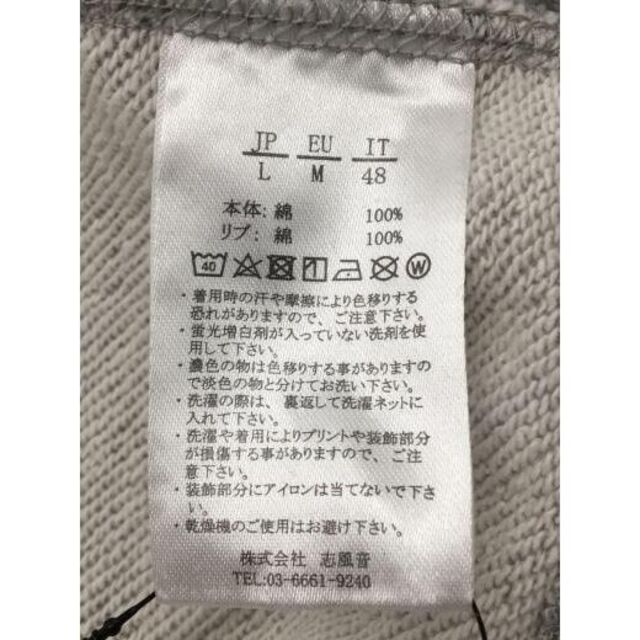 JP EU IT
L M 48
本体: 綿 100%
リブ: 綿 100%
40 W
・着用時の汗や摩擦により色移りする
恐れがありますので、ご注意下さい。
・蛍光増白剤が入っていない洗剤を使
用して下さい。
・濃色の物は色移りする事がありますの
で淡色の物と分けてお洗い下さい。
・洗濯の際は、裏返して洗濯ネットに
入れて下さい。
・洗濯や着用によりプリントや装飾部分
が損傷する事がありますので、ご注
意下さい。
・装飾部分にアイロンは当てないで下さ
い。
・乾燥機のご使用はお避け下さい。
株式会社 志風音
TEL:03-6661-9240